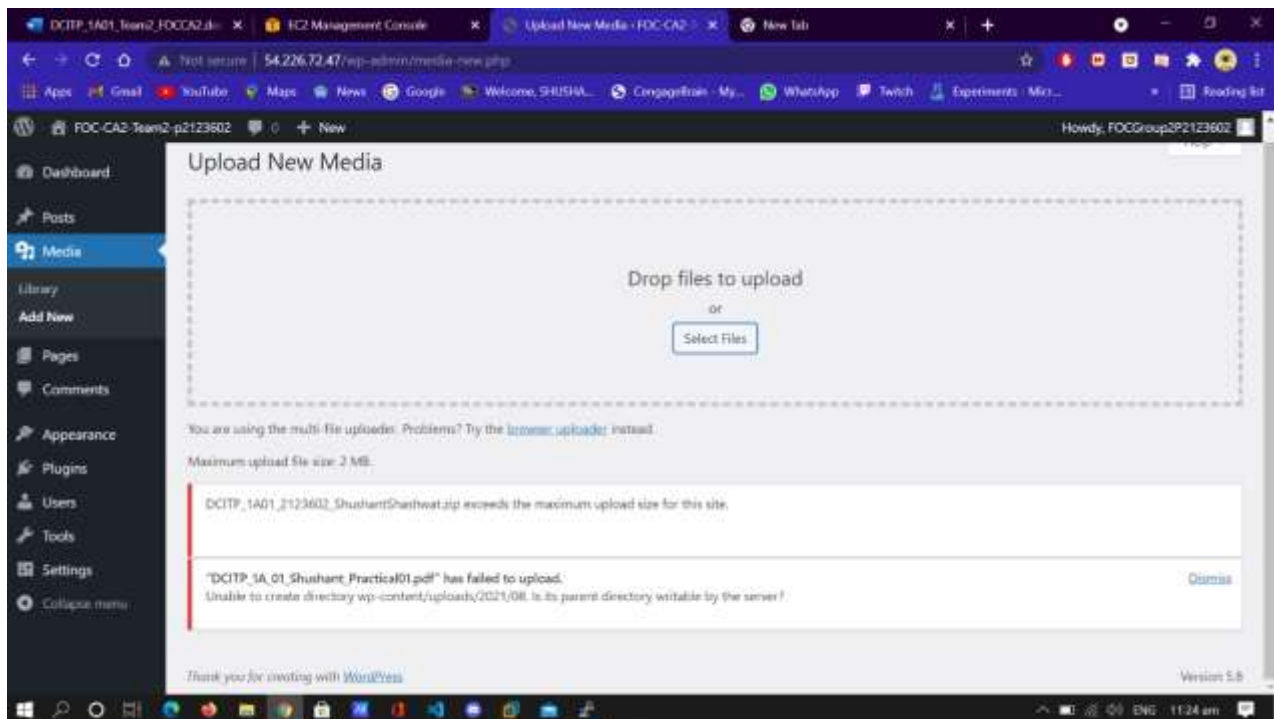 DCITP_1A01_Team2_FOCCA2.do
EC2 Management Console
Upload New Media ‹ FOC-CA2-T
New Tab
Not secure | 54.226.72.47/wp-admin/media-new.php
Apps
Gmail
YouTube
Maps
News
Google
Welcome, SHUSHA...
CengageBrain - My...
WhatsApp
Twitch
Experiments - Micr...
Reading list
FOC-CA2-Team2-p2123602
0
+ New
Howdy, FOCGroup2P2123602
Help
Dashboard
Posts
Media
Library
Add New
Pages
Comments
Appearance
Plugins
Users
Tools
Settings
Collapse menu
Upload New Media
Drop files to upload
or
Select Files
You are using the multi-file uploader. Problems? Try the browser uploader instead.
Maximum upload file size: 2 MB.
DCITP_1A01_2123602_ShushantShashwat.zip exceeds the maximum upload size for this site.
"DCITP_1A_01_Shushant_Practical01.pdf" has failed to upload.
Dismiss
Unable to create directory wp-content/uploads/2021/08. Is its parent directory writable by the server?
Thank you for creating with WordPress
Version 5.8
ENG
11:24 am